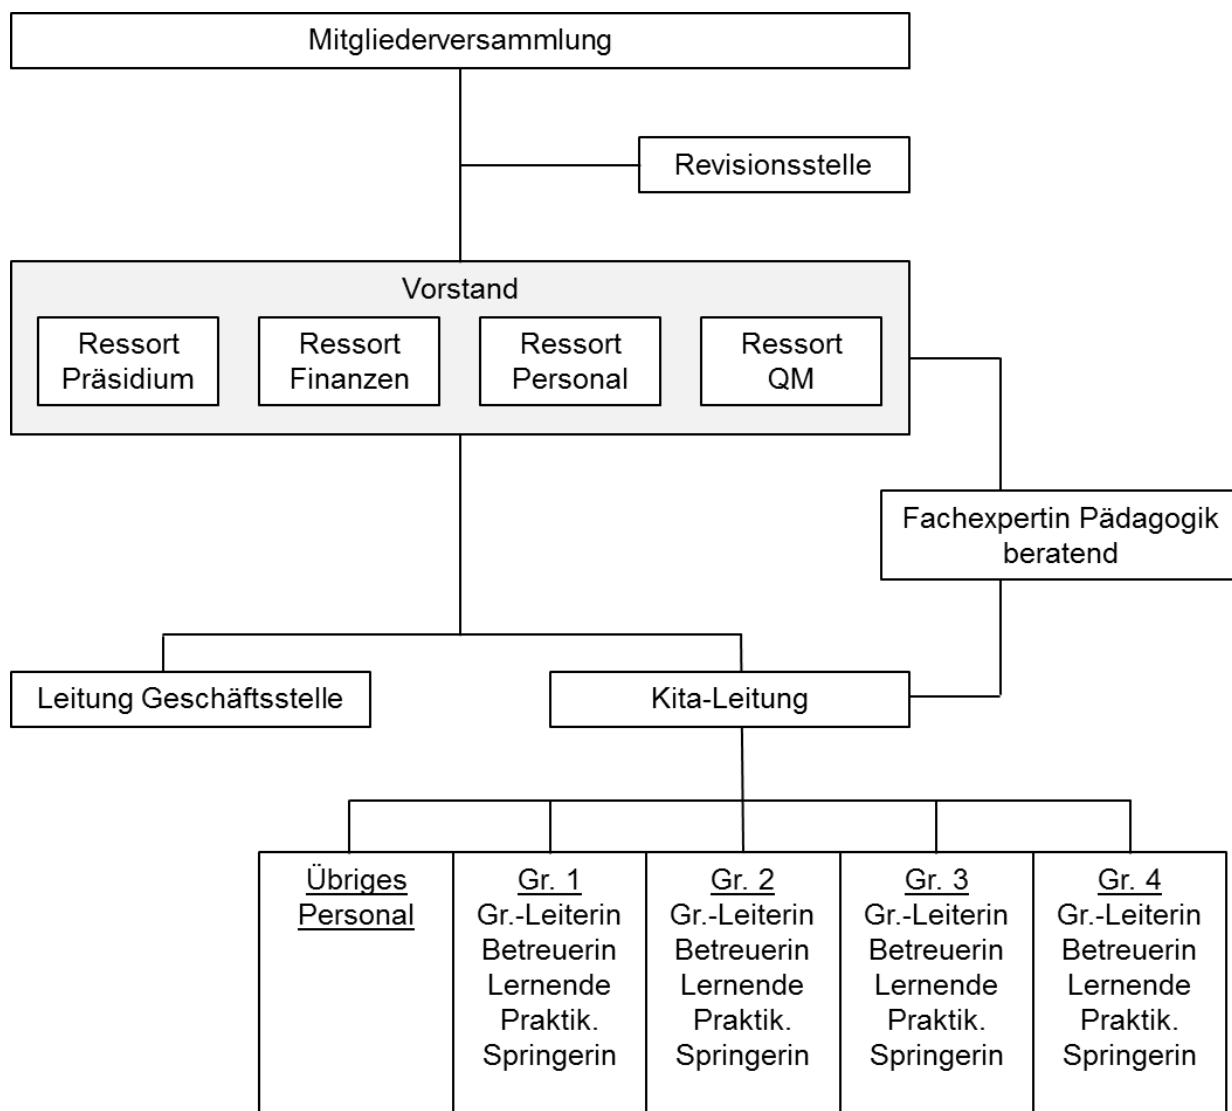 Mitgliederversammlung
Revisionsstelle
Vorstand
Ressort
Präsidium
Ressort
Finanzen
Ressort
Personal
Ressort
QM
Fachexpertin Pädagogik
beratend
Leitung Geschäftsstelle
Kita-Leitung
Übriges
Personal
Gr. 1
Gr.-Leiterin
Betreuerin
Lernende
Praktik.
Springerin
Gr. 2
Gr.-Leiterin
Betreuerin
Lernende
Praktik.
Springerin
Gr. 3
Gr.-Leiterin
Betreuerin
Lernende
Praktik.
Springerin
Gr. 4
Gr.-Leiterin
Betreuerin
Lernende
Praktik.
Springerin